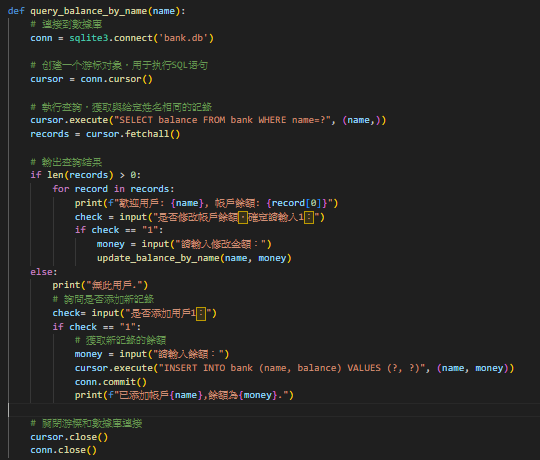 def query_balance_by_name(name):
    # 連接到數據庫
    conn = sqlite3.connect('bank.db')

    # 创建一个游标对象，用于执行SQL语句
    cursor = conn.cursor()

    # 執行查詢，獲取與給定姓名相同的記錄
    cursor.execute("SELECT balance FROM bank WHERE name=?", (name,))
    records = cursor.fetchall()

    # 輸出查詢結果
    if len(records) > 0:
        for record in records:
            print(f"歡迎用戶: {name}, 帳戶餘額: {record[0]}")
            check = input("是否修改帳戶餘額，確定請輸入1：")
            if check == "1":
                money = input("請輸入修改金額：")
                update_balance_by_name(name, money)
    else:
        print("無此用戶.")
        # 詢問是否添加新記錄
        check= input("是否添加用戶1：")
        if check == "1":
            # 獲取新記錄的餘額
            money = input("請輸入餘額：")
            cursor.execute("INSERT INTO bank (name, balance) VALUES (?, ?)", (name, money))
            conn.commit()
            print(f"已添加帳戶{name},餘額為{money}.")

    # 關閉游標和數據庫連接
    cursor.close()
    conn.close()